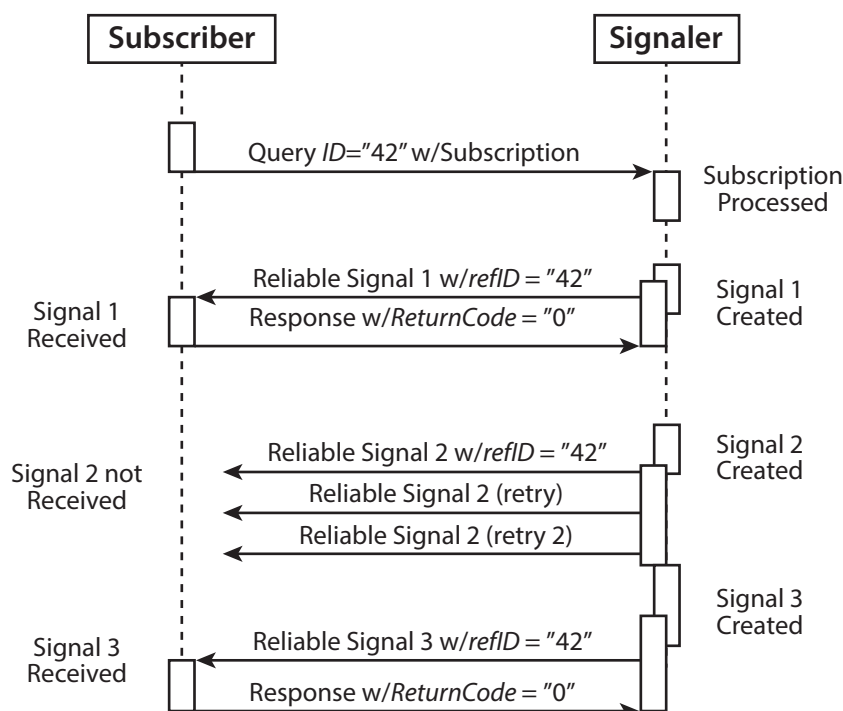 Subscriber
Signaler
Query ID=”42” w/Subscription
Subscription
Processed
Reliable Signal 1 w/refID = ”42”
Signal 1
Created
Signal 1
Received
Response w/ReturnCode = ”0”
Reliable Signal 2 w/refID = ”42”
Signal 2
Created
Signal 2 not
Received
Reliable Signal 2 (retry)
Reliable Signal 2 (retry 2)
Signal 3
Created
Reliable Signal 3 w/refID = ”42”
Signal 3
Received
Response w/ReturnCode = ”0”